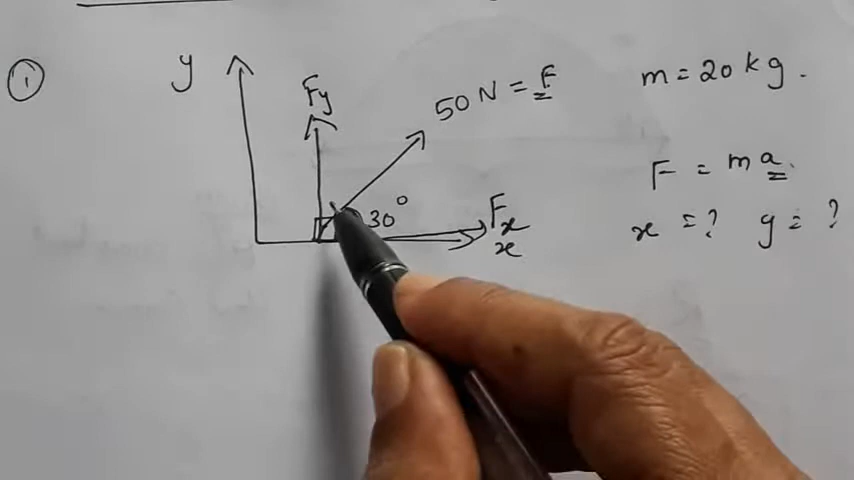 ①
y
Fy
50 N = F
m = 20 kg.
30°
Fx
x
F = ma.
x = ? y = ?